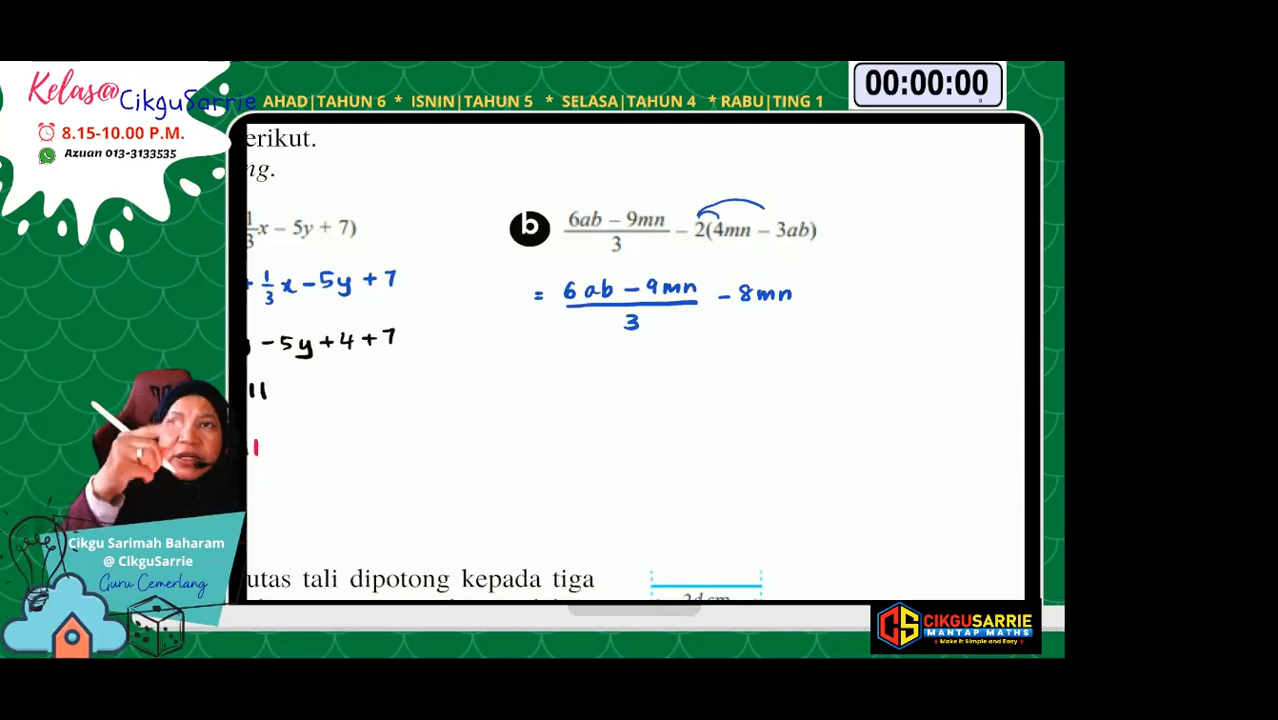 Kelas@CikguSarrie
8.15-10.00 P.M.
Azuan 013-3133535
AHAD|TAHUN 6 * ISNIN|TAHUN 5 * SELASA|TAHUN 4 * RABU|TING 1
00:00:00
erikut.
ng.
1/3 x – 5y + 7)
1/3 x – 5y + 7
– 5y + 4 + 7
11
b (6ab – 9mn)/3 – 2(4mn – 3ab)
= (6ab – 9mn)/3 – 8mn
utas tali dipotong kepada tiga
Cikgu Sarimah Baharam
@ CikguSarrie
Guru Cemerlang
CS CIKGUSARRIE
MANTAP MATHS
Make It Simple and Easy